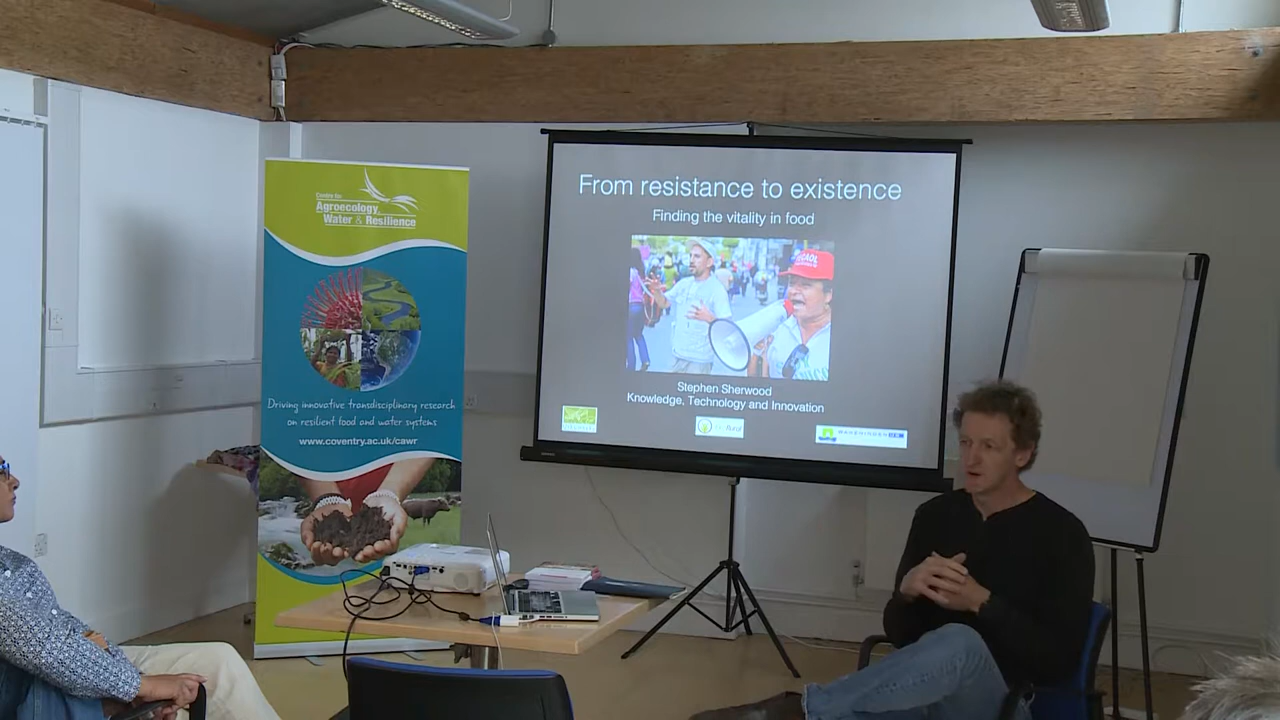 Centre for
Agroecology
Water & Resilience
Driving innovative transdisciplinary research
on resilient food and water systems
www.coventry.ac.uk/cawr
From resistance to existence
Finding the vitality in food
Stephen Sherwood
Knowledge, Technology and Innovation